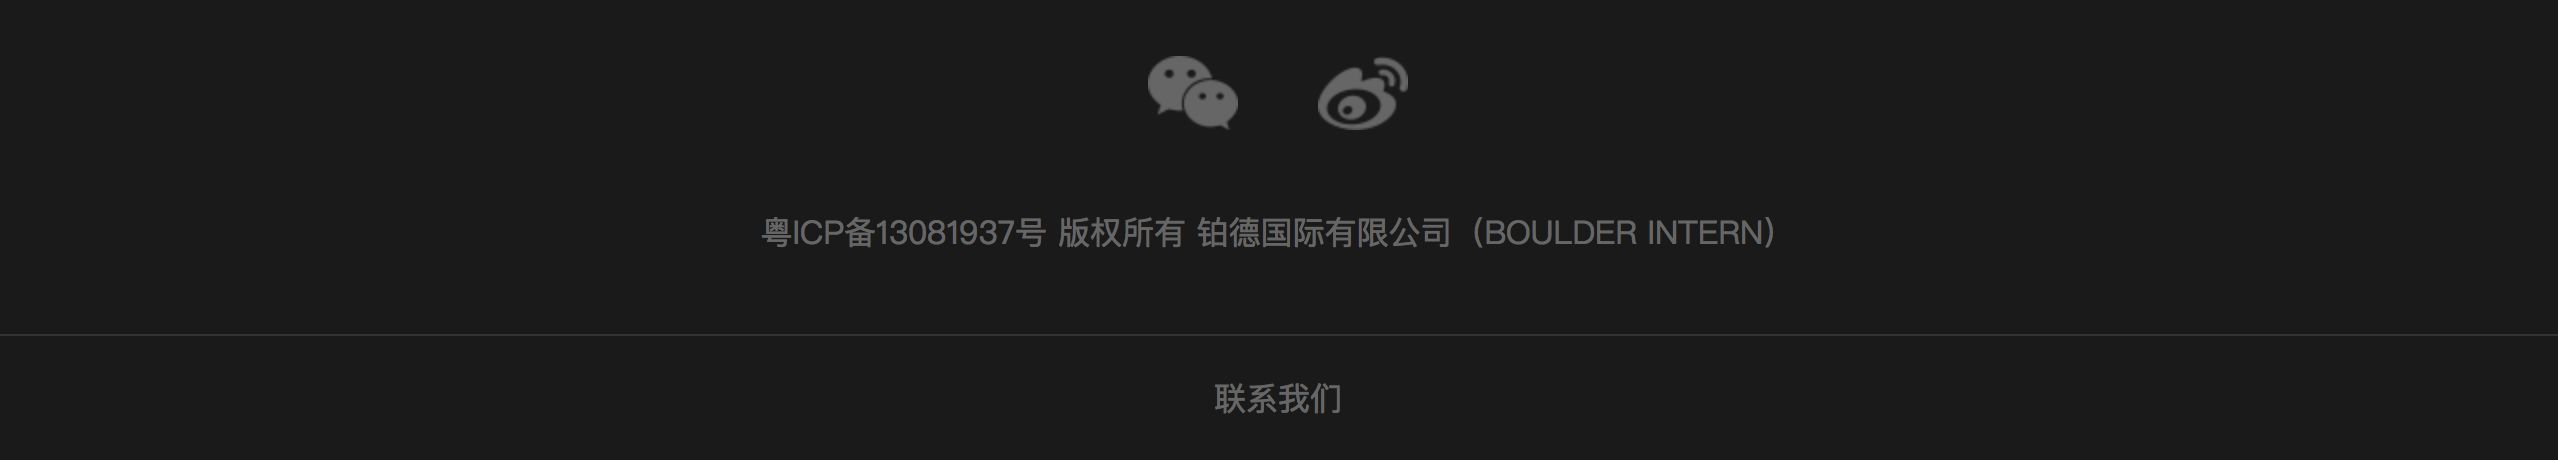 粤ICP备13081937号 版权所有 铂德国际有限公司（BOULDER INTERN）
联系我们